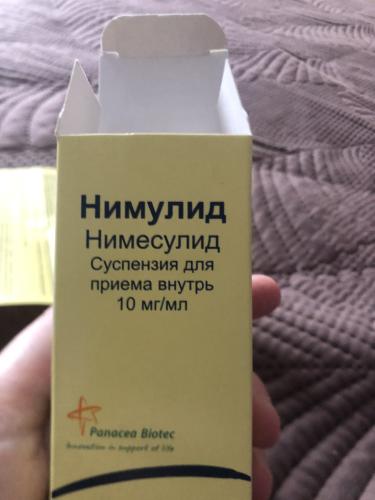 Нимулид
Нимесулид
Суспензия для
приема внутрь
10 мг/мл
Panacea Biotec
Innovation in support of life